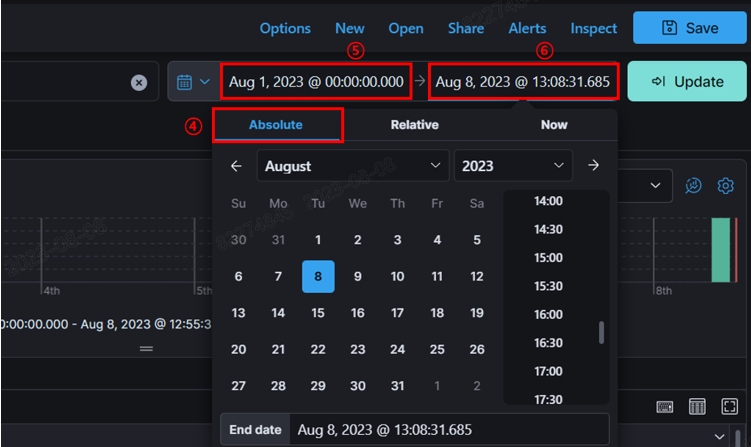 Options New Open Share Alerts Inspect Save
⑤ ⑥
Aug 1, 2023 @ 00:00:00.000 → Aug 8, 2023 @ 13:08:31.685 Update
④ Absolute Relative Now
August 2023
Su Mo Tu We Th Fr Sa
30 31 1 2 3 4 5
6 7 8 9 10 11 12
13 14 15 16 17 18 19
20 21 22 23 24 25 26
27 28 29 30 31 1 2
14:00
14:30
15:00
15:30
16:00
16:30
17:00
17:30
4th 5th 8th
0:00:00.000 - Aug 8, 2023 @ 12:55:3
End date Aug 8, 2023 @ 13:08:31.685